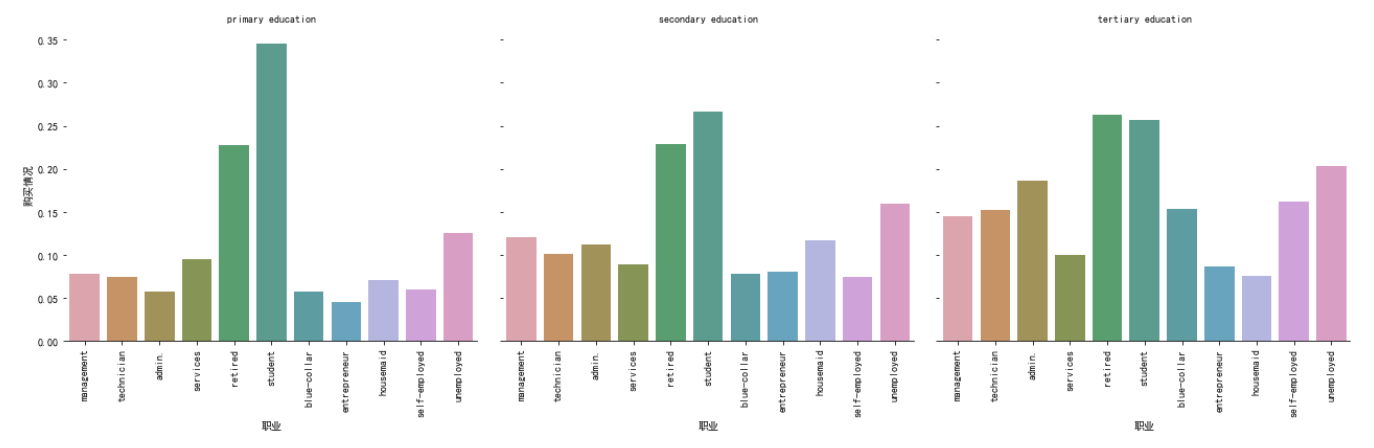 primary education
secondary education
tertiary education
购买情况
0.35
0.30
0.25
0.20
0.15
0.10
0.05
0.00
management
technician
admin.
services
retired
student
blue-collar
entrepreneur
housemaid
self-employed
unemployed
management
technician
admin.
services
retired
student
blue-collar
entrepreneur
housemaid
self-employed
unemployed
management
technician
admin.
services
retired
student
blue-collar
entrepreneur
housemaid
self-employed
unemployed
职业
职业
职业